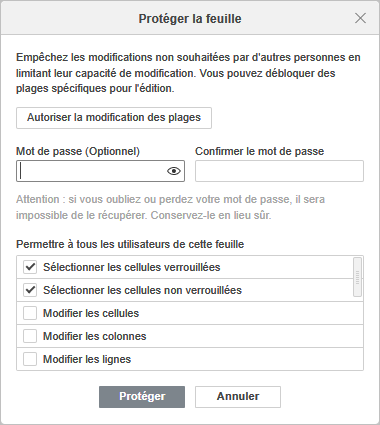 Protéger la feuille
Empêchez les modifications non souhaitées par d'autres personnes en
limitant leur capacité de modification. Vous pouvez débloquer des
plages spécifiques pour l'édition.
Autoriser la modification des plages
Mot de passe (Optionnel) Confirmer le mot de passe
Attention : si vous oubliez ou perdez votre mot de passe, il sera
impossible de le récupérer. Conservez-le en lieu sûr.
Permettre à tous les utilisateurs de cette feuille
Sélectionner les cellules verrouillées
Sélectionner les cellules non verrouillées
Modifier les cellules
Modifier les colonnes
Modifier les lignes
Protéger Annuler